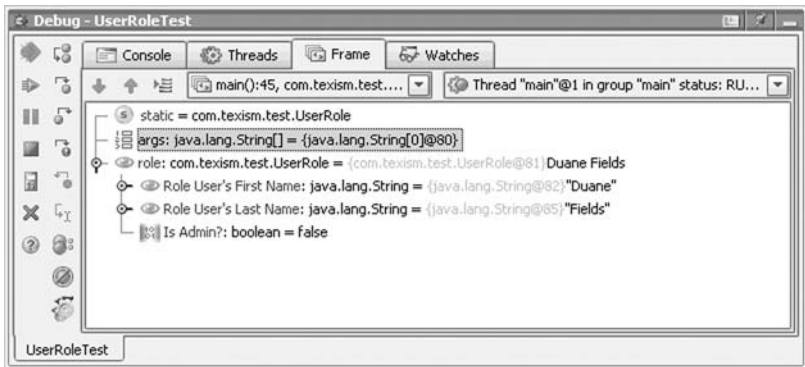 Debug - UserRoleTest
Console Threads Frame Watches
main():45, com.texism.test.... Thread "main"@1 in group "main" status: RU...
static = com.texism.test.UserRole
args: java.lang.String[] = {java.lang.String[0]@80}
role: com.texism.test.UserRole = {com.texism.test.UserRole@81}Duane Fields
Role User's First Name: java.lang.String = {java.lang.String@82}"Duane"
Role User's Last Name: java.lang.String = {java.lang.String@85}"Fields"
Is Admin?: boolean = false
UserRoleTest